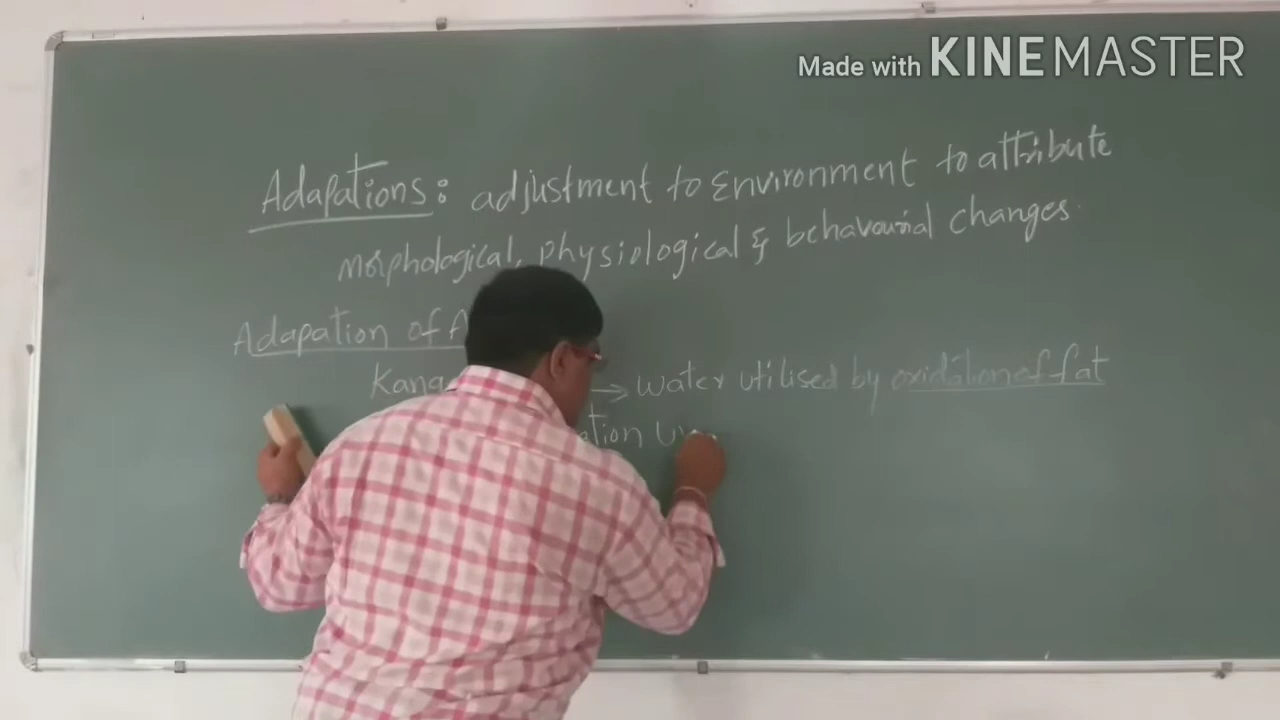 Made with KINEMASTER
Adapations: adjustment to Environment to attribute
morphological, physiological & behavourial changes.
Adapation of A
Kang → water utilised by oxidation of fat
ation